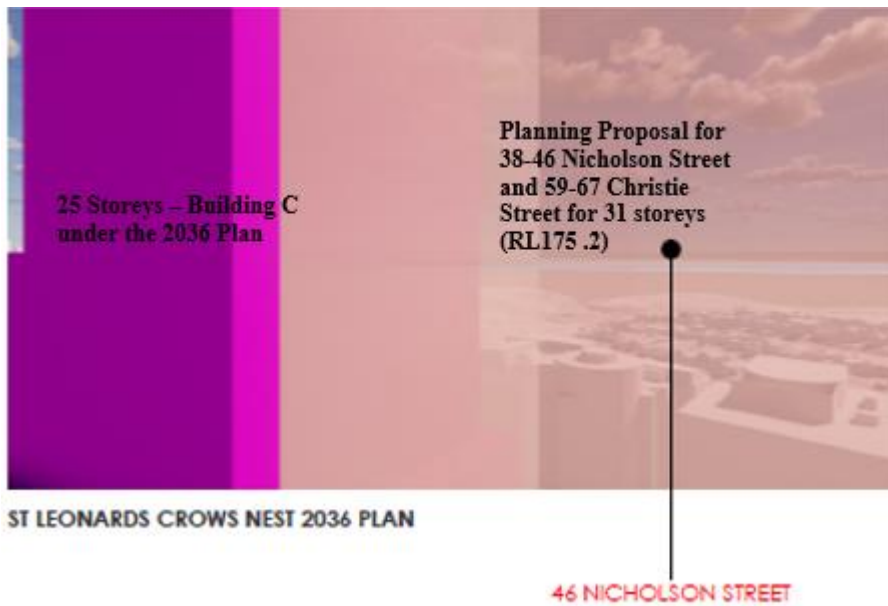 25 Storeys – Building C
under the 2036 Plan
Planning Proposal for
38-46 Nicholson Street
and 59-67 Christie
Street for 31 storeys
(RL175 .2)
ST LEONARDS CROWS NEST 2036 PLAN
46 NICHOLSON STREET